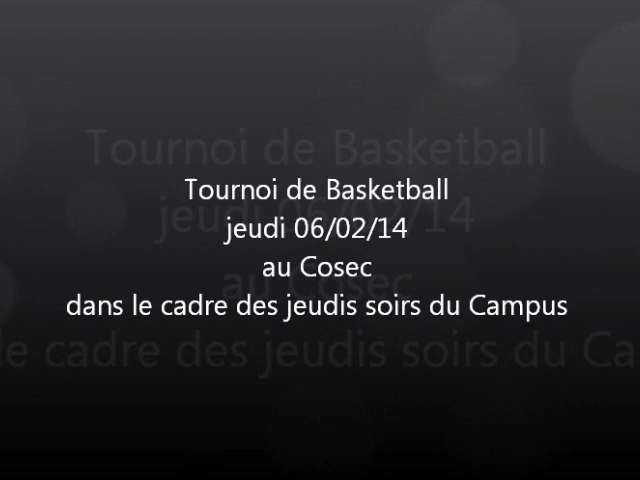 Tournoi de Basketball
jeudi 06/02/14
au Cosec
dans le cadre des jeudis soirs du Campus